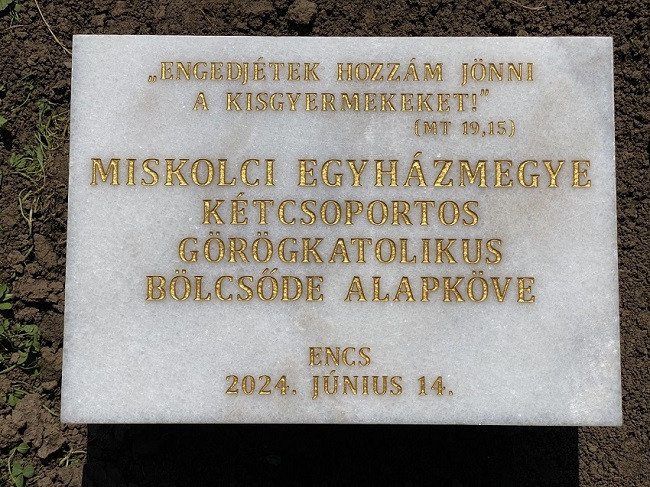 „ENGEDJÉTEK HOZZÁM JÖNNI
A KISGYERMEKEKET!”
(MT 19,15)
MISKOLCI EGYHÁZMEGYE
KÉTCSOPORTOS
GÖRÖGKATOLIKUS
BÖLCSŐDE ALAPKÖVE
ENCS
2024. JÚNIUS 14.